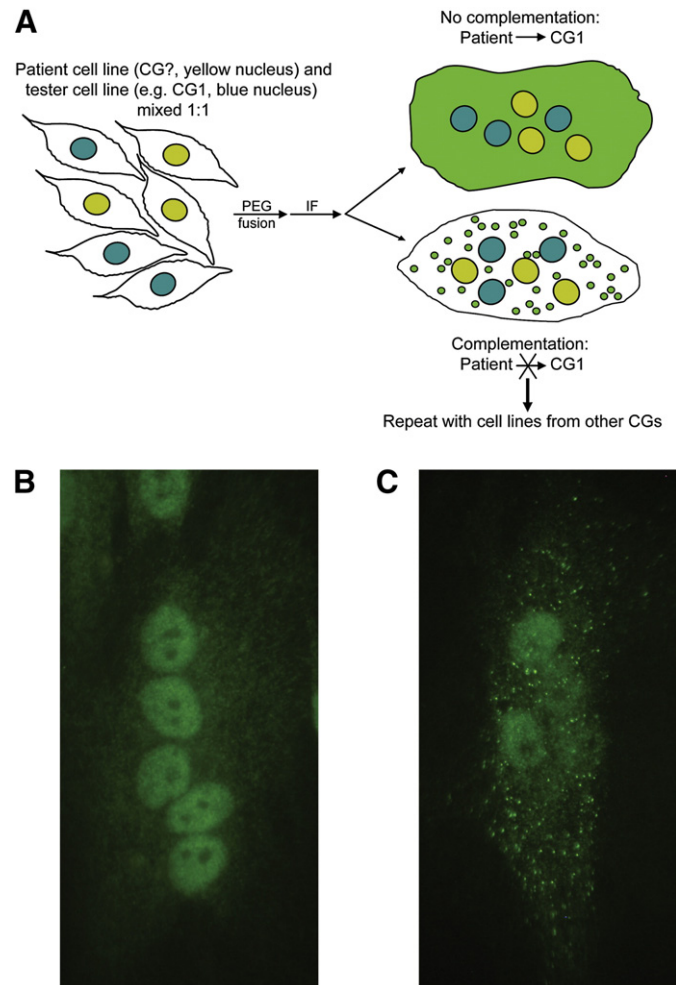 A
No complementation:
Patient → CG1
Patient cell line (CG?, yellow nucleus) and
tester cell line (e.g. CG1, blue nucleus)
mixed 1:1
PEG
fusion
IF
Complementation:
Patient → CG1
Repeat with cell lines from other CGs
B
C